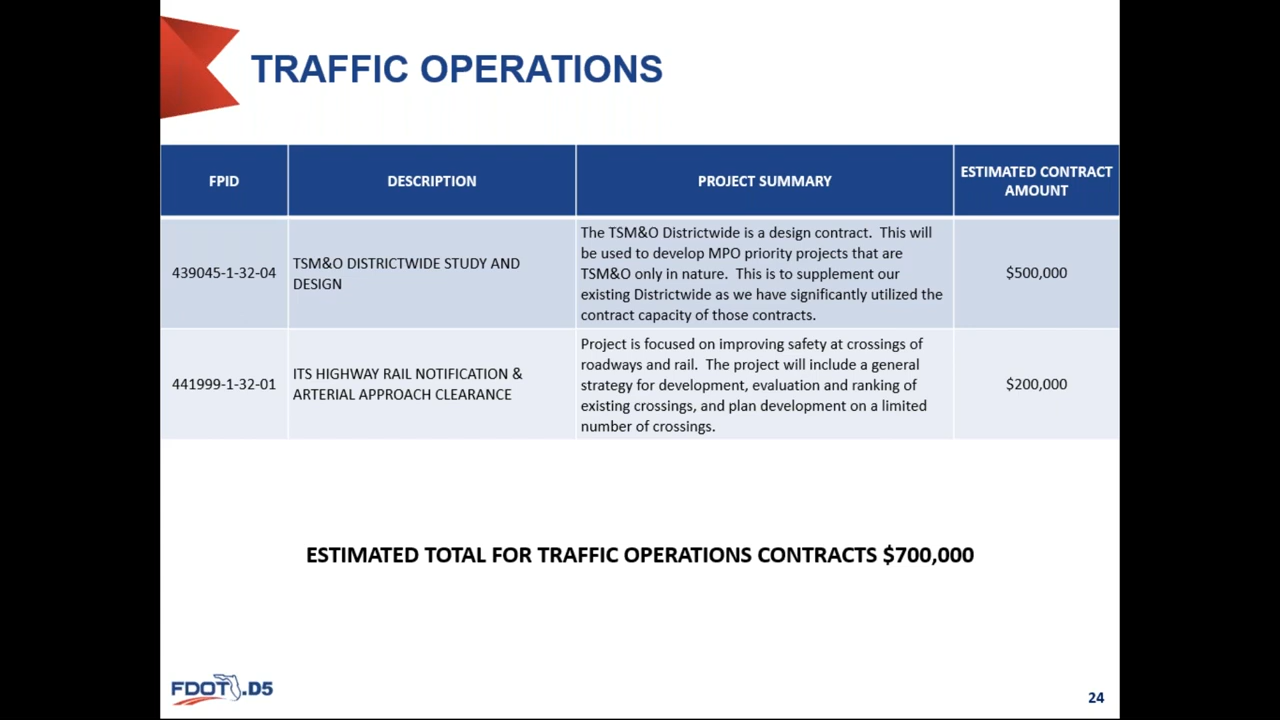 TRAFFIC OPERATIONS
FPID
DESCRIPTION
PROJECT SUMMARY
ESTIMATED CONTRACT
AMOUNT
439045-1-32-04
TSM&O DISTRICTWIDE STUDY AND
DESIGN
The TSM&O Districtwide is a design contract.  This will
be used to develop MPO priority projects that are
TSM&O only in nature.  This is to supplement our
existing Districtwide as we have significantly utilized the
contract capacity of those contracts.
$500,000
441999-1-32-01
ITS HIGHWAY RAIL NOTIFICATION &
ARTERIAL APPROACH CLEARANCE
Project is focused on improving safety at crossings of
roadways and rail.  The project will include a general
strategy for development, evaluation and ranking of
existing crossings, and plan development on a limited
number of crossings.
$200,000
ESTIMATED TOTAL FOR TRAFFIC OPERATIONS CONTRACTS $700,000
FDOT.D5
24